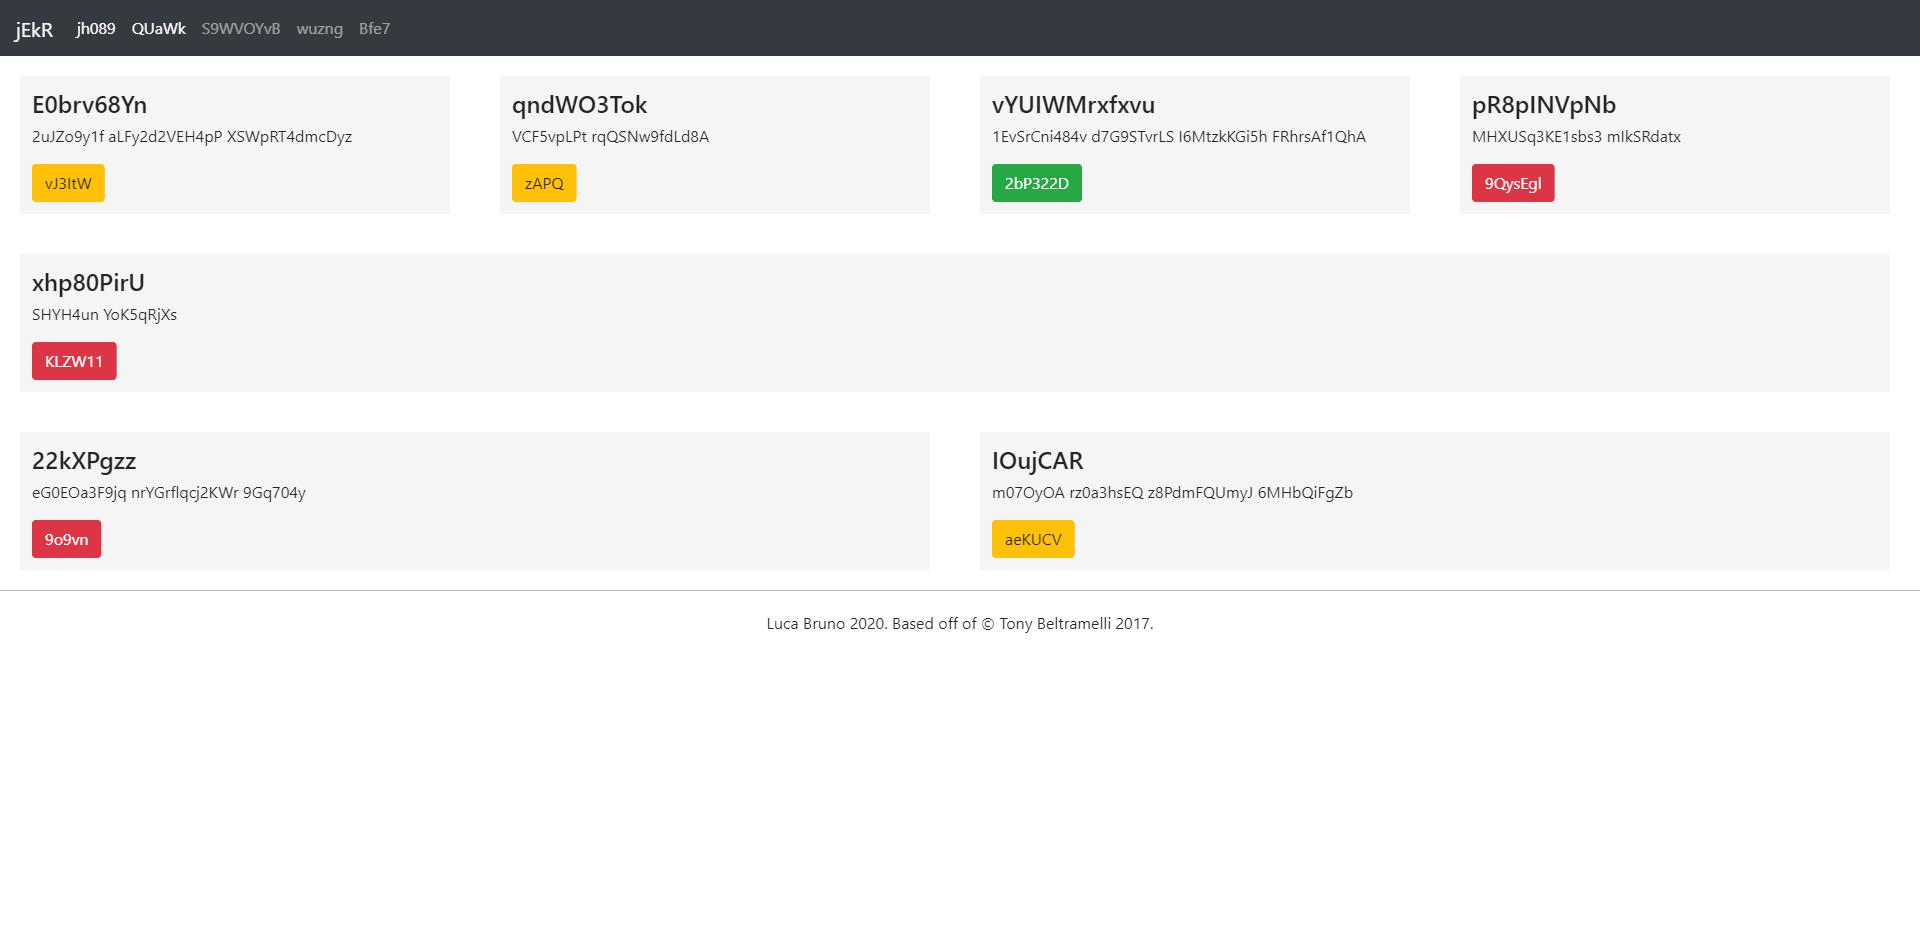 jEkR jh089 QUaWk S9WVOYvB wuzng Bfe7
E0brv68Yn
2uJZo9y1f aLFy2d2VEH4pP XSWpRT4dmcDyz
vJ3ItW
qndWO3Tok
VCF5vpLPt rqQSNw9fdLd8A
zAPQ
vYUIWMrxfxvu
1EvSrCni484v d7G9STvrLS I6MtzkKGi5h FRhrsAf1QhA
2bP322D
pR8pINVpNb
MHXUSq3KE1sbs3 mIkSRdatx
9QysEgl
xhp80PirU
SHYH4un YoK5qRjXs
KLZW11
22kXPgzz
eG0EOa3F9jq nrYGrflqcj2KWr 9Gq704y
9o9vn
IOujCAR
m07OyOA rz0a3hsEQ z8PdmFQUmyJ 6MHbQiFgZb
aeKUCV
Luca Bruno 2020. Based off of © Tony Beltramelli 2017.